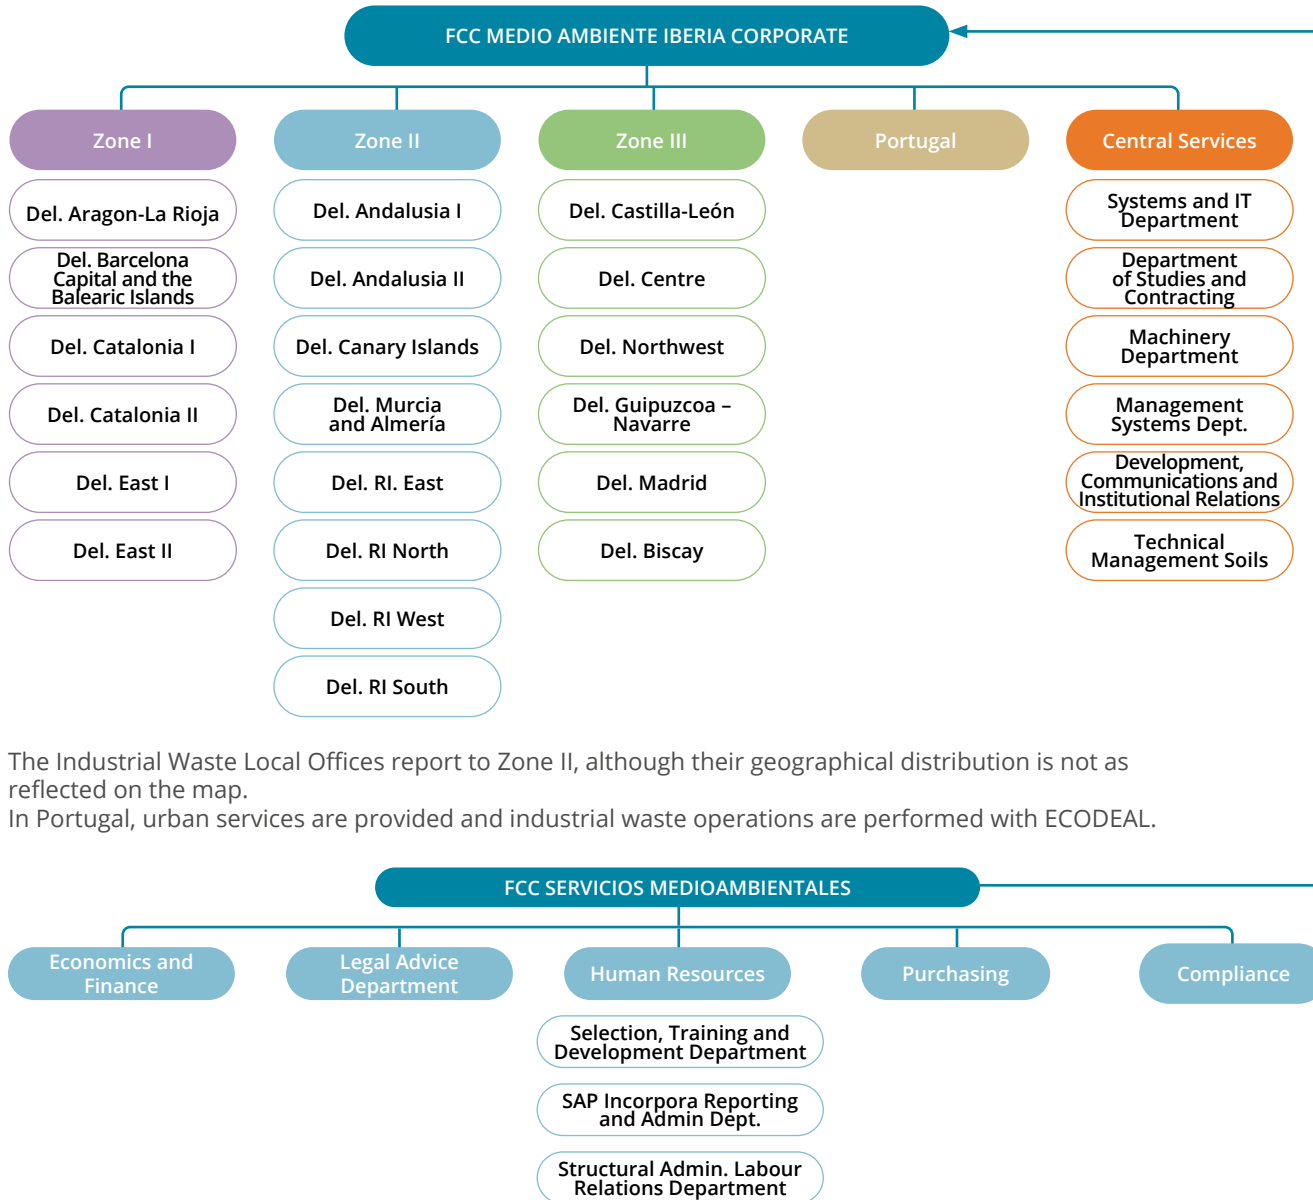 FCC MEDIO AMBIENTE IBERIA CORPORATE
Zone I
Del. Aragon-La Rioja
Del. Barcelona
Capital and the
Balearic Islands
Del. Catalonia I
Del. Catalonia II
Del. East I
Del. East II
Zone II
Del. Andalusia I
Del. Andalusia II
Del. Canary Islands
Del. Murcia
and Almería
Del. RI. East
Del. RI North
Del. RI West
Del. RI South
Zone III
Del. Castilla-León
Del. Centre
Del. Northwest
Del. Guipuzcoa –
Navarre
Del. Madrid
Del. Biscay
Portugal
Central Services
Systems and IT
Department
Department
of Studies and
Contracting
Machinery
Department
Management
Systems Dept.
Development,
Communications and
Institutional Relations
Technical
Management Soils
The Industrial Waste Local Offices report to Zone II, although their geographical distribution is not as
reflected on the map.
In Portugal, urban services are provided and industrial waste operations are performed with ECODEAL.
FCC SERVICIOS MEDIOAMBIENTALES
Economics and
Finance
Legal Advice
Department
Human Resources
Selection, Training and
Development Department
SAP Incorpora Reporting
and Admin Dept.
Structural Admin. Labour
Relations Department
Purchasing
Compliance